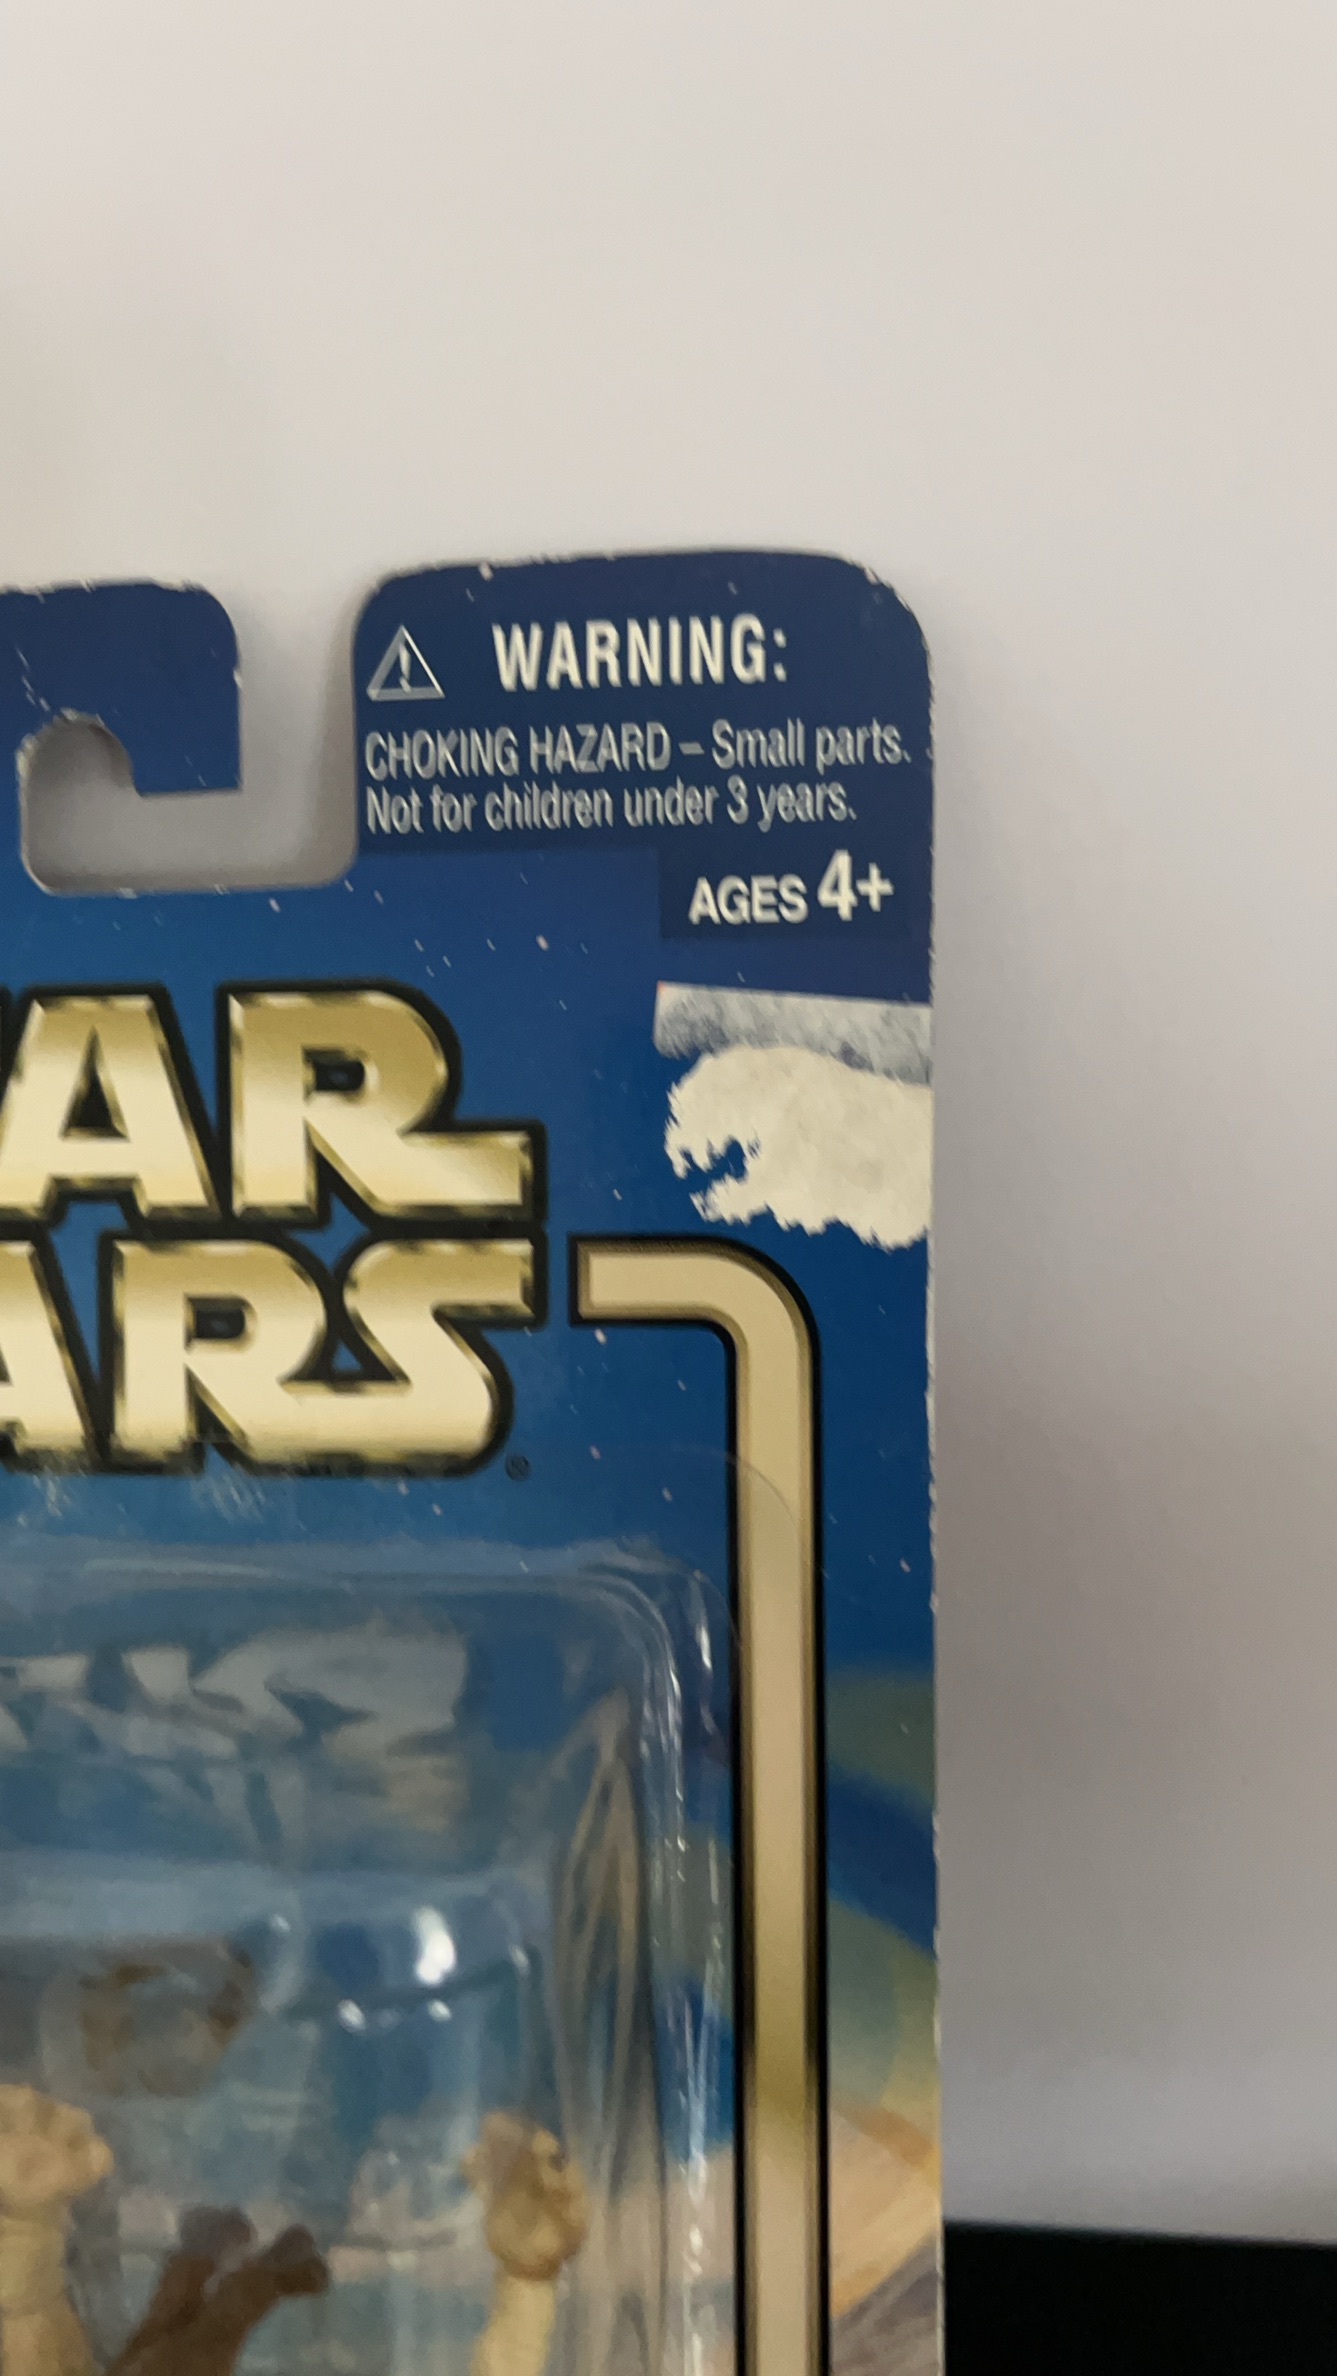 WARNING:
CHOKING HAZARD – Small parts.
Not for children under 3 years.
AGES 4+
AR
ARS®